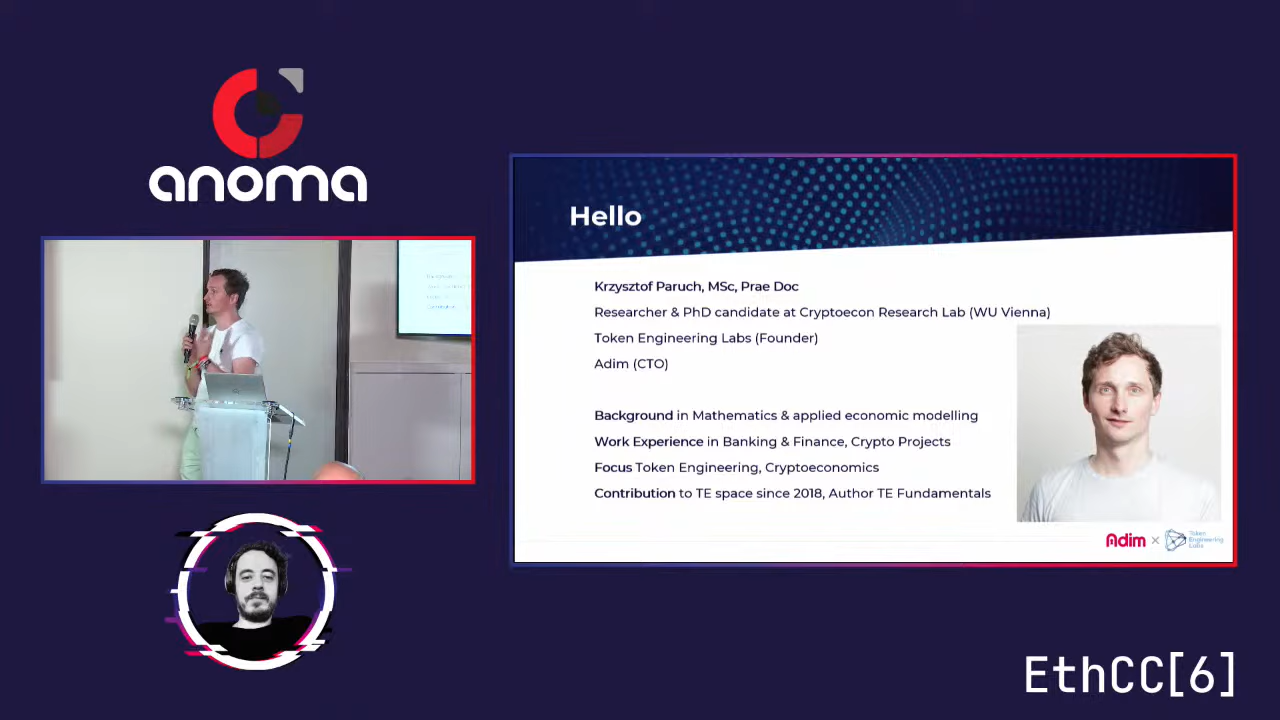 anoma
Hello
Krzysztof Paruch, MSc, Prae Doc
Researcher & PhD candidate at Cryptoecon Research Lab (WU Vienna)
Token Engineering Labs (Founder)
Adim (CTO)
Background in Mathematics & applied economic modelling
Work Experience in Banking & Finance, Crypto Projects
Focus Token Engineering, Cryptoeconomics
Contribution to TE space since 2018, Author TE Fundamentals
Adim ×
Token
Engineering
Labs
EthCC[6]